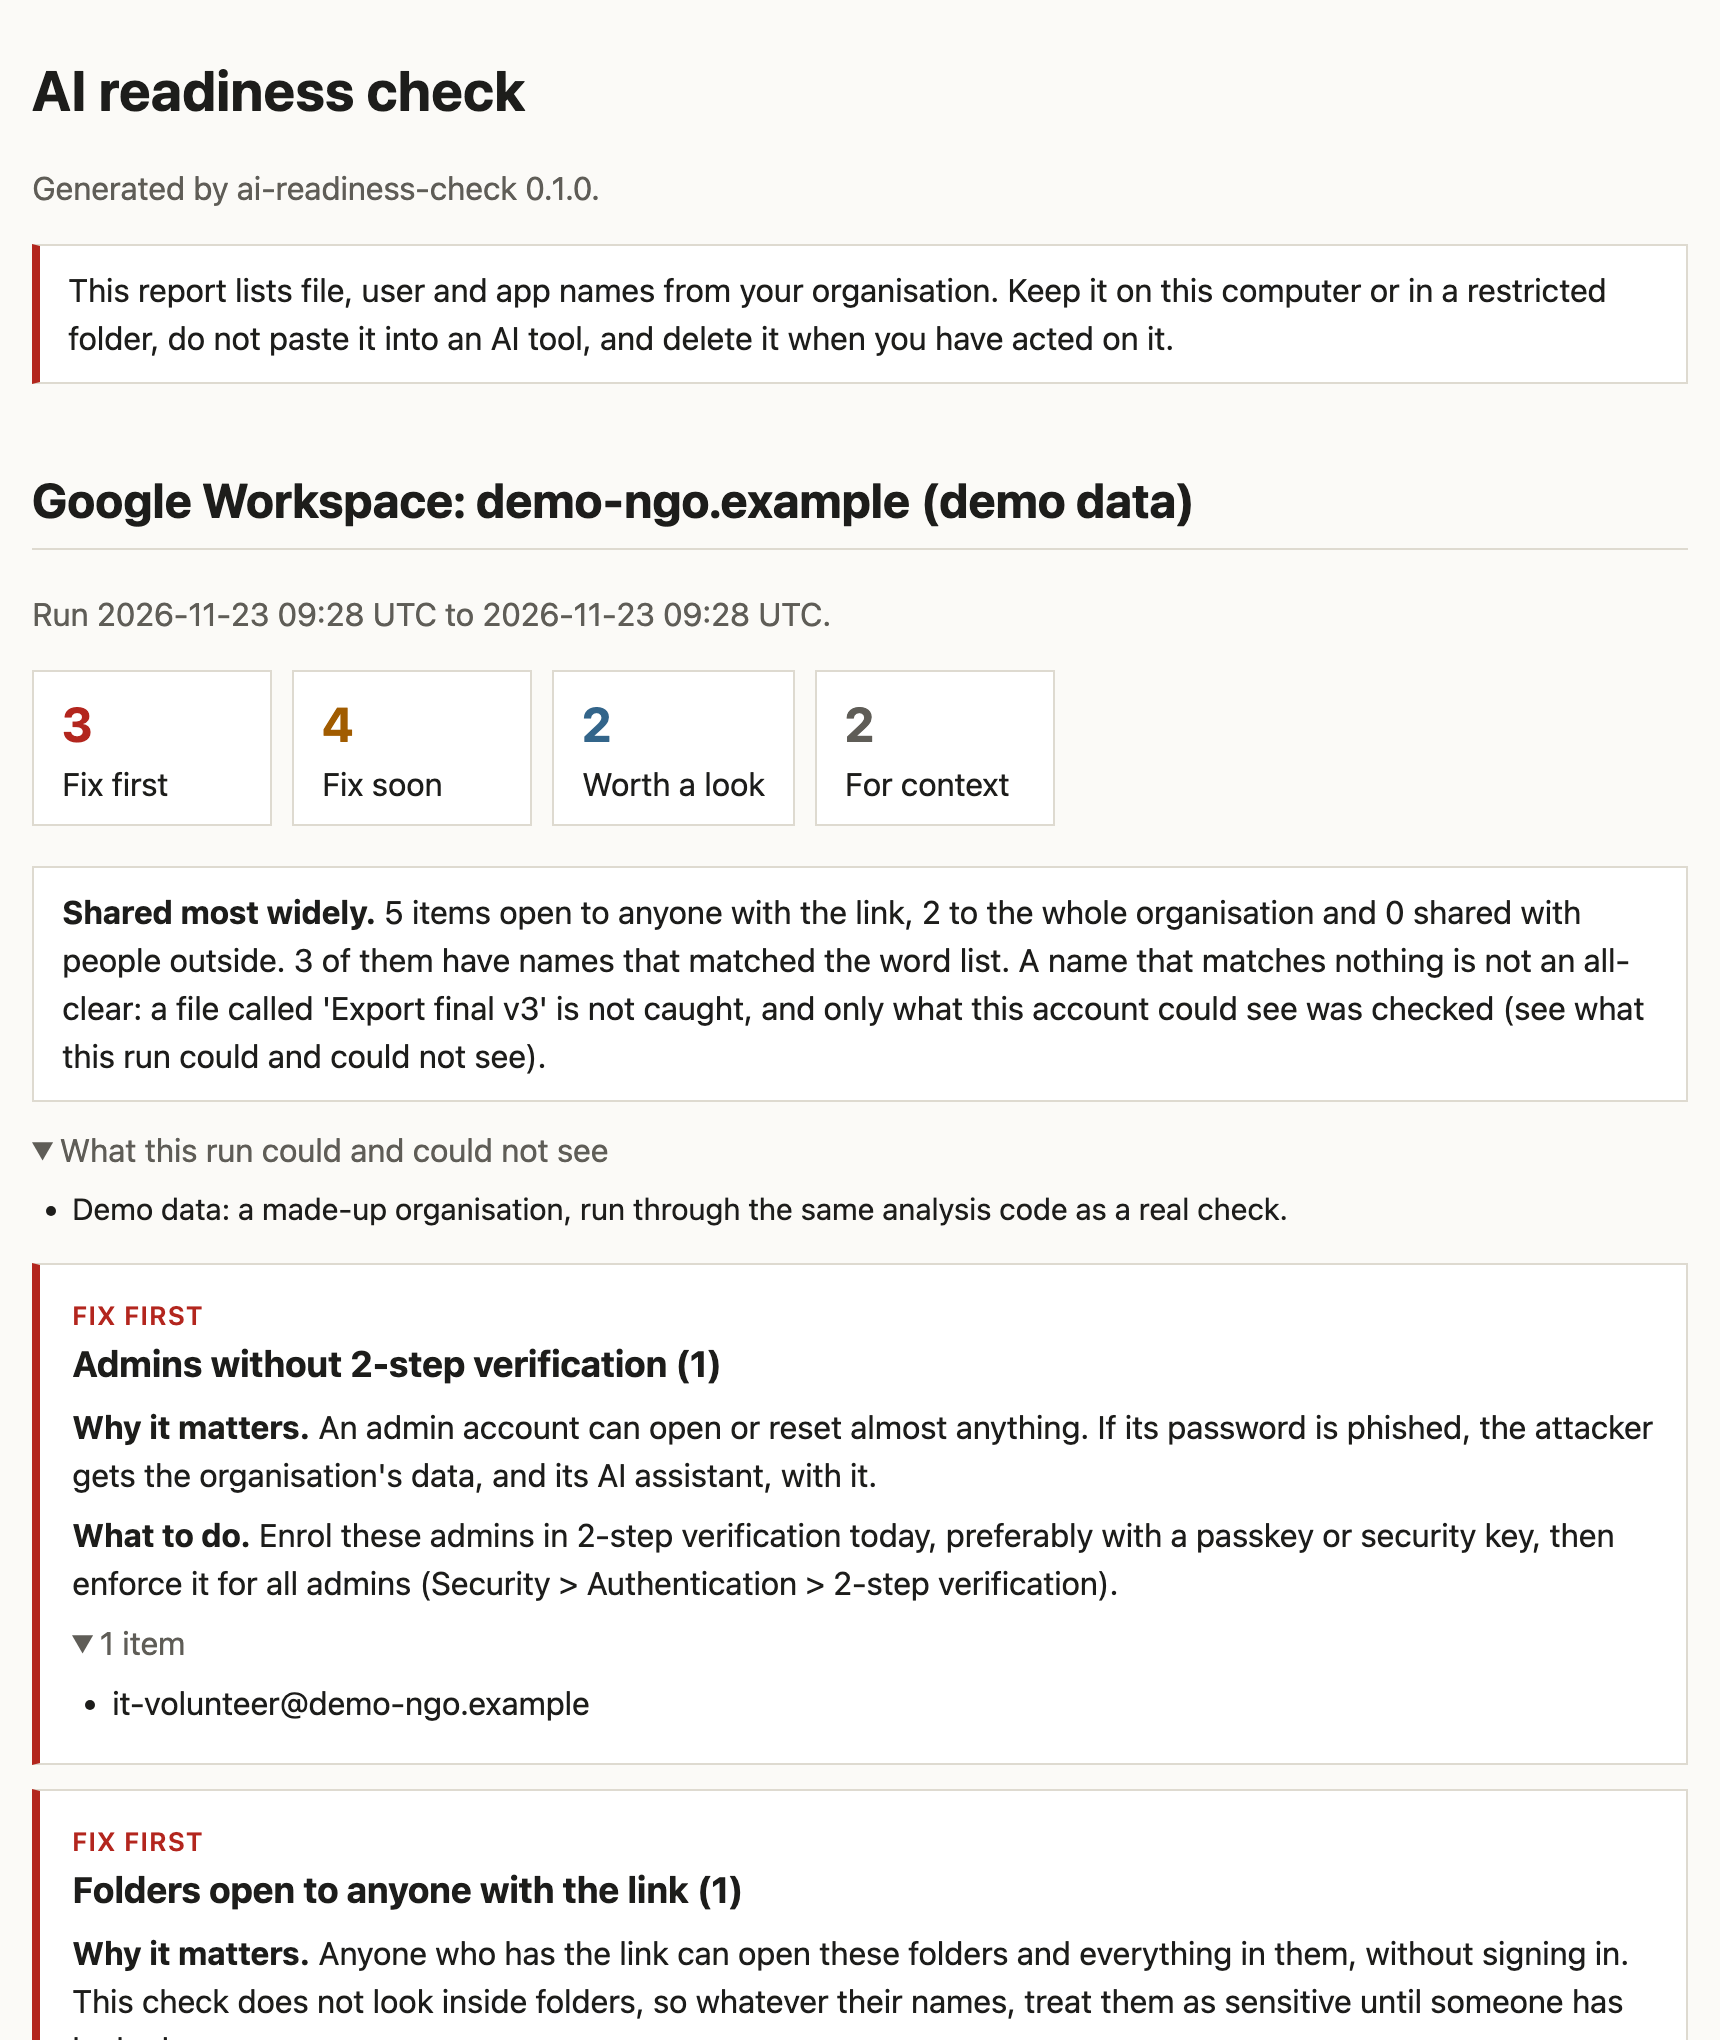 AI readiness check
Generated by ai-readiness-check 0.1.0.
This report lists file, user and app names from your organisation. Keep it on this computer or in a restricted
folder, do not paste it into an AI tool, and delete it when you have acted on it.
Google Workspace: demo-ngo.example (demo data)
Run 2026-11-23 09:28 UTC to 2026-11-23 09:28 UTC.
3
Fix first
4
Fix soon
2
Worth a look
2
For context
Shared most widely. 5 items open to anyone with the link, 2 to the whole organisation and 0 shared with
people outside. 3 of them have names that matched the word list. A name that matches nothing is not an all-
clear: a file called 'Export final v3' is not caught, and only what this account could see was checked (see what
this run could and could not see).
▼ What this run could and could not see
• Demo data: a made-up organisation, run through the same analysis code as a real check.
FIX FIRST
Admins without 2-step verification (1)
Why it matters. An admin account can open or reset almost anything. If its password is phished, the attacker
gets the organisation's data, and its AI assistant, with it.
What to do. Enrol these admins in 2-step verification today, preferably with a passkey or security key, then
enforce it for all admins (Security > Authentication > 2-step verification).
▼ 1 item
• it-volunteer@demo-ngo.example
FIX FIRST
Folders open to anyone with the link (1)
Why it matters. Anyone who has the link can open these folders and everything in them, without signing in.
This check does not look inside folders, so whatever their names, treat them as sensitive until someone has